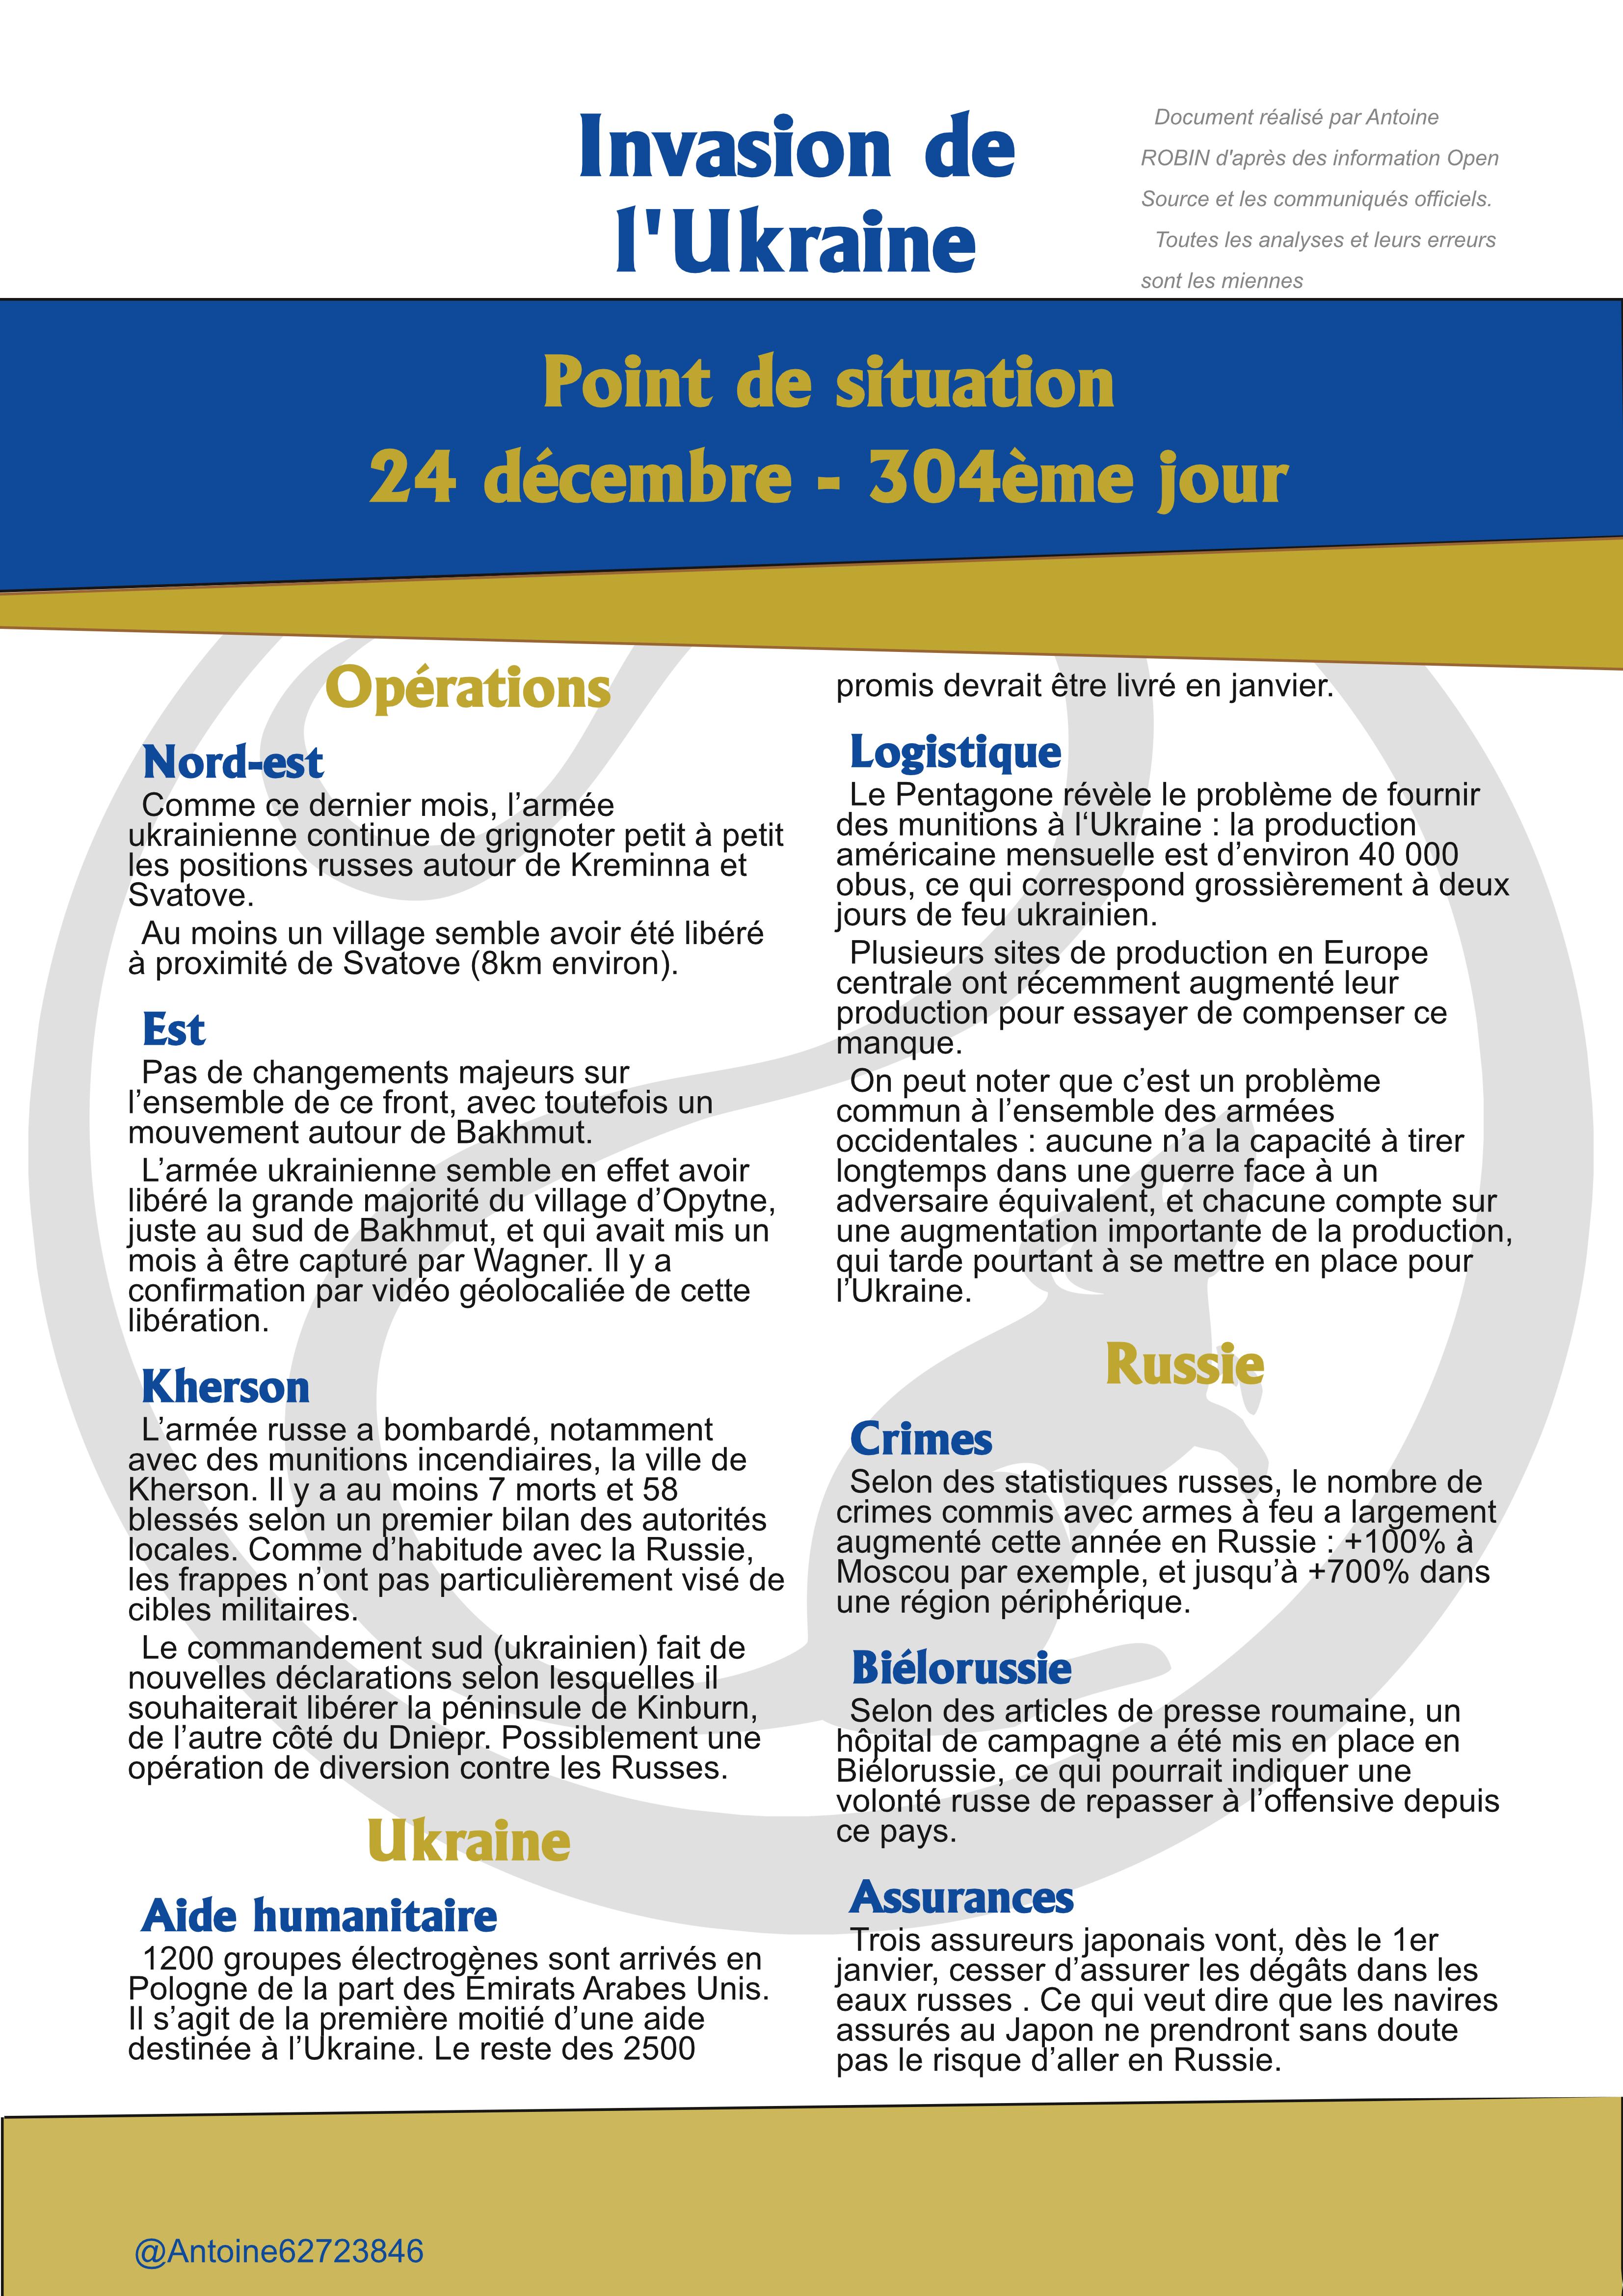 Invasion de
l'Ukraine
Document réalisé par Antoine
ROBIN d'après des information Open
Source et les communiqués officiels.
Toutes les analyses et leurs erreurs
sont les miennes
Point de situation
24 décembre - 304ème jour
Opérations
Nord-est
Comme ce dernier mois, l’armée
ukrainienne continue de grignoter petit à petit
les positions russes autour de Kreminna et
Svatove.
Au moins un village semble avoir été libéré
à proximité de Svatove (8km environ).
Est
Pas de changements majeurs sur
l’ensemble de ce front, avec toutefois un
mouvement autour de Bakhmut.
L’armée ukrainienne semble en effet avoir
libéré la grande majorité du village d’Opytne,
juste au sud de Bakhmut, et qui avait mis un
mois à être capturé par Wagner. Il y a
confirmation par vidéo géolocaliée de cette
libération.
Kherson
L’armée russe a bombardé, notamment
avec des munitions incendiaires, la ville de
Kherson. Il y a au moins 7 morts et 58
blessés selon un premier bilan des autorités
locales. Comme d’habitude avec la Russie,
les frappes n’ont pas particulièrement visé de
cibles militaires.
Le commandement sud (ukrainien) fait de
nouvelles déclarations selon lesquelles il
souhaiterait libérer la péninsule de Kinburn,
de l’autre côté du Dniepr. Possiblement une
opération de diversion contre les Russes.
Ukraine
Aide humanitaire
1200 groupes électrogènes sont arrivés en
Pologne de la part des Émirats Arabes Unis.
Il s’agit de la première moitié d’une aide
destinée à l’Ukraine. Le reste des 2500
promis devrait être livré en janvier.
Logistique
Le Pentagone révèle le problème de fournir
des munitions à l‘Ukraine : la production
américaine mensuelle est d’environ 40 000
obus, ce qui correspond grossièrement à deux
jours de feu ukrainien.
Plusieurs sites de production en Europe
centrale ont récemment augmenté leur
production pour essayer de compenser ce
manque.
On peut noter que c’est un problème
commun à l’ensemble des armées
occidentales : aucune n’a la capacité à tirer
longtemps dans une guerre face à un
adversaire équivalent, et chacune compte sur
une augmentation importante de la production,
qui tarde pourtant à se mettre en place pour
l’Ukraine.
Russie
Crimes
Selon des statistiques russes, le nombre de
crimes commis avec armes à feu a largement
augmenté cette année en Russie : +100% à
Moscou par exemple, et jusqu’à +700% dans
une région périphérique.
Biélorussie
Selon des articles de presse roumaine, un
hôpital de campagne a été mis en place en
Biélorussie, ce qui pourrait indiquer une
volonté russe de repasser à l’offensive depuis
ce pays.
Assurances
Trois assureurs japonais vont, dès le 1er
janvier, cesser d’assurer les dégâts dans les
eaux russes . Ce qui veut dire que les navires
assurés au Japon ne prendront sans doute
pas le risque d’aller en Russie.
@Antoine62723846